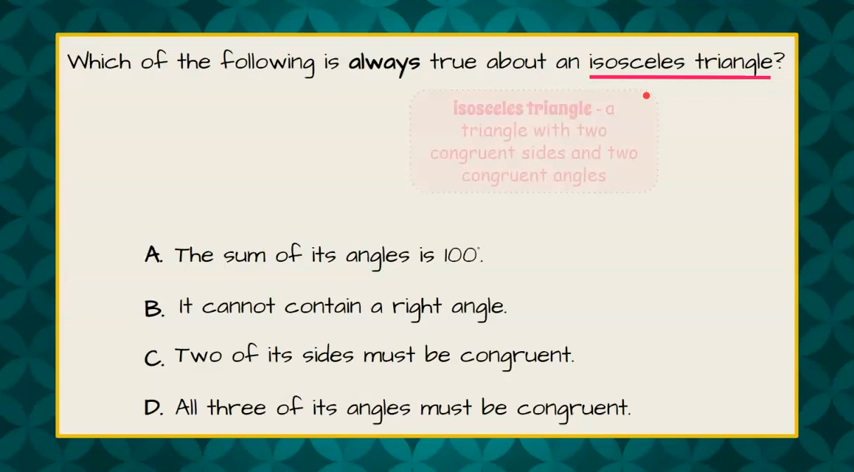 Which of the following is always true about an isosceles triangle?
isosceles triangle - a
triangle with two
congruent sides and two
congruent angles
A. The sum of its angles is 100°.
B. It cannot contain a right angle.
C. Two of its sides must be congruent.
D. All three of its angles must be congruent.